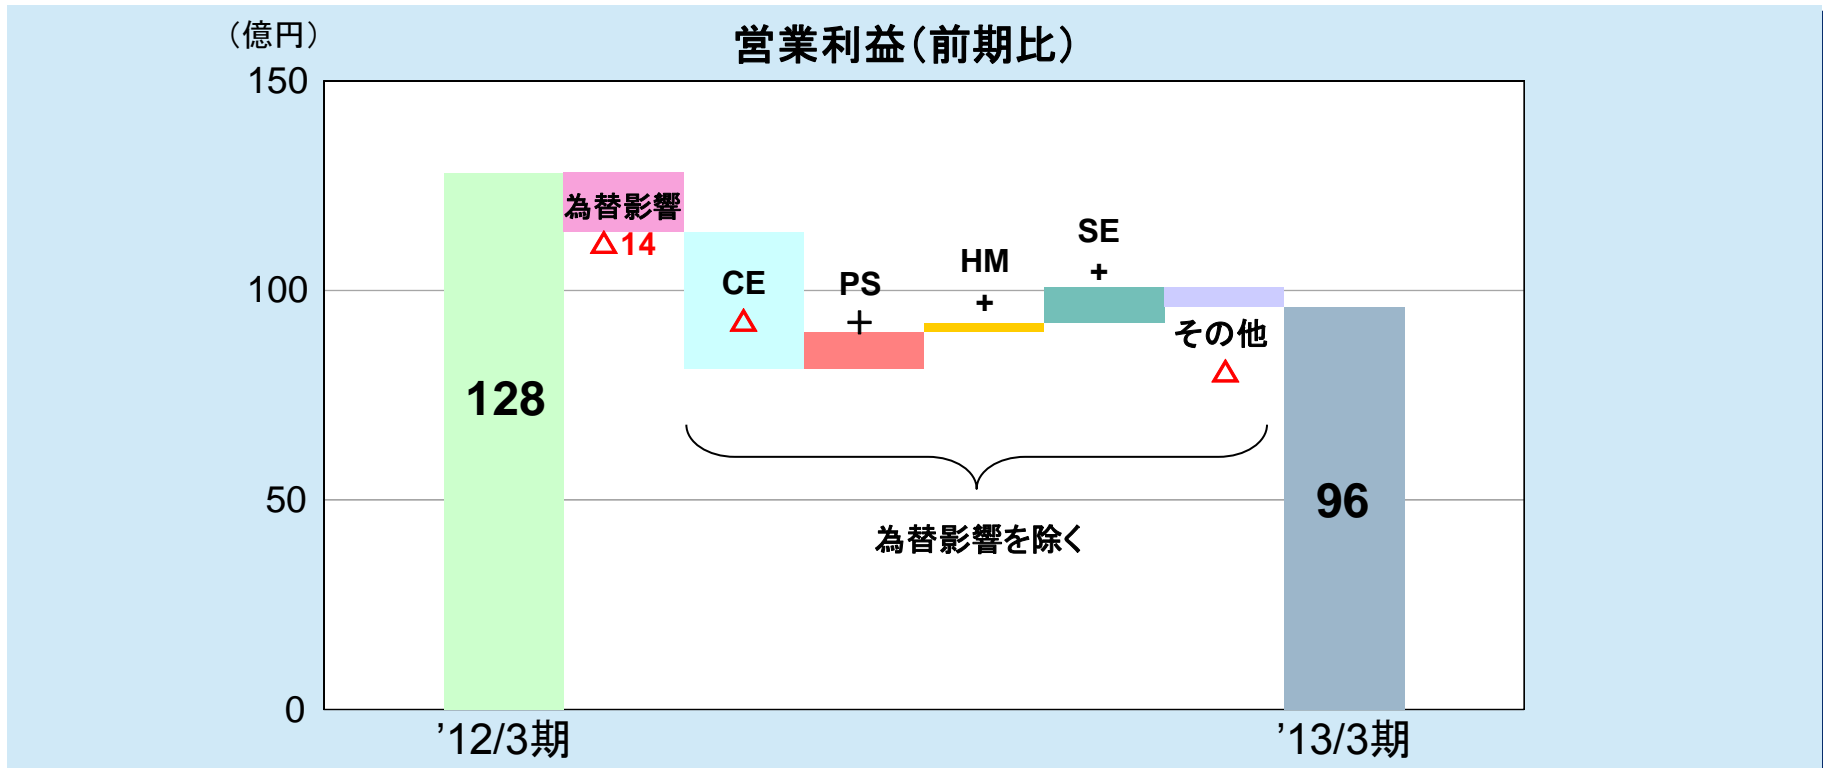 （億円）
営業利益（前期比）
150
100
50
0
為替影響
△14
CE
△
PS
＋
HM
+
SE
+
その他
△
128
96
為替影響を除く
’12/3期
’13/3期